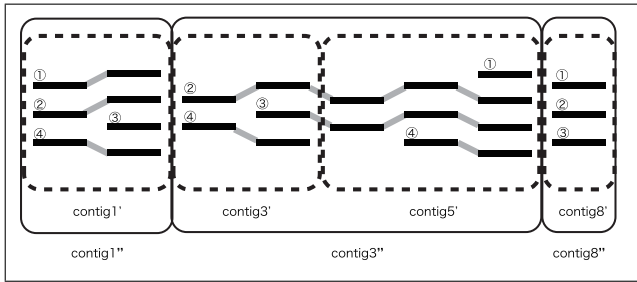 ① ① ①
② ②
③ ③ ②
④ ④ ④ ③
contig1' contig3' contig5' contig8'
contig1" contig3" contig8"